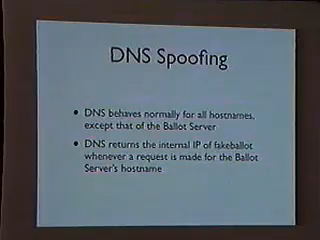 DNS Spoofing
• DNS behaves normally for all hostnames,
except that of the Ballot Server
• DNS returns the internal IP of fakeballot
whenever a request is made for the Ballot
Server's hostname